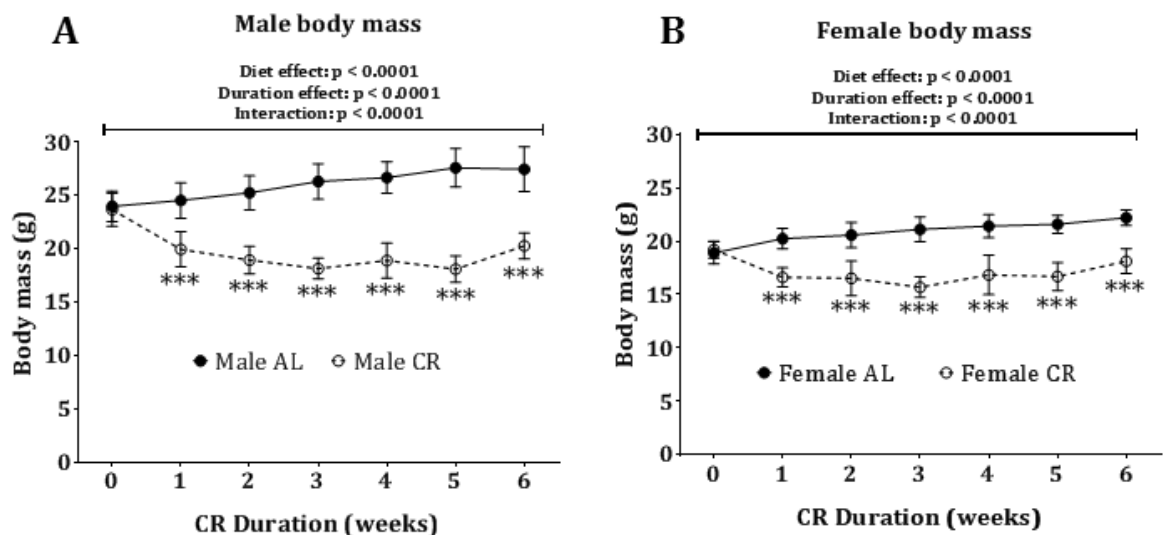 A
Male body mass
Diet effect: p < 0.0001
Duration effect: p < 0.0001
Interaction: p < 0.0001
Body mass (g)
30
25
20
15
10
5
0
*** *** *** *** *** ***
Male AL Male CR
0 1 2 3 4 5 6
CR Duration (weeks)
B
Female body mass
Diet effect: p < 0.0001
Duration effect: p < 0.0001
Interaction: p < 0.0001
Body mass (g)
30
25
20
15
10
5
0
*** *** *** *** *** ***
Female AL Female CR
0 1 2 3 4 5 6
CR Duration (weeks)